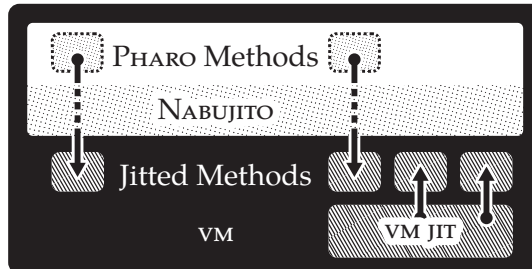 Pharo Methods
Nabujito
Jitted Methods
VM
VM JIT